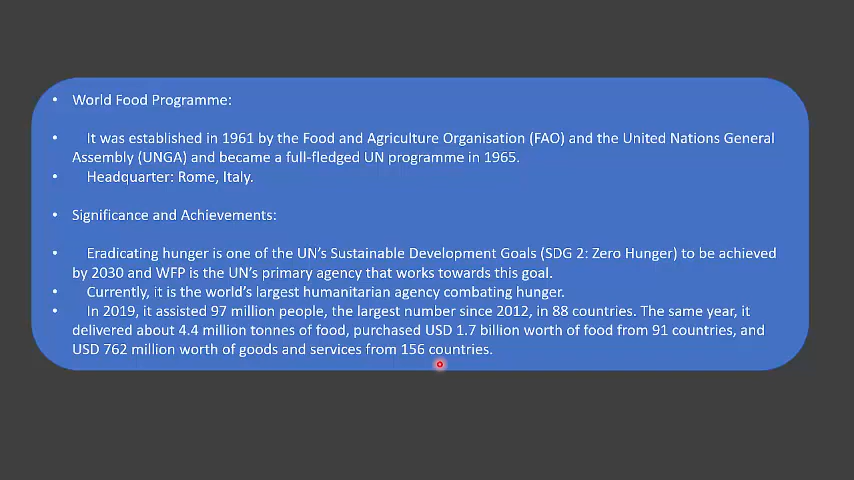 • World Food Programme:
• It was established in 1961 by the Food and Agriculture Organisation (FAO) and the United Nations General
Assembly (UNGA) and became a full-fledged UN programme in 1965.
• Headquarter: Rome, Italy.
• Significance and Achievements:
• Eradicating hunger is one of the UN's Sustainable Development Goals (SDG 2: Zero Hunger) to be achieved
by 2030 and WFP is the UN's primary agency that works towards this goal.
• Currently, it is the world's largest humanitarian agency combating hunger.
• In 2019, it assisted 97 million people, the largest number since 2012, in 88 countries. The same year, it
delivered about 4.4 million tonnes of food, purchased USD 1.7 billion worth of food from 91 countries, and
USD 762 million worth of goods and services from 156 countries.